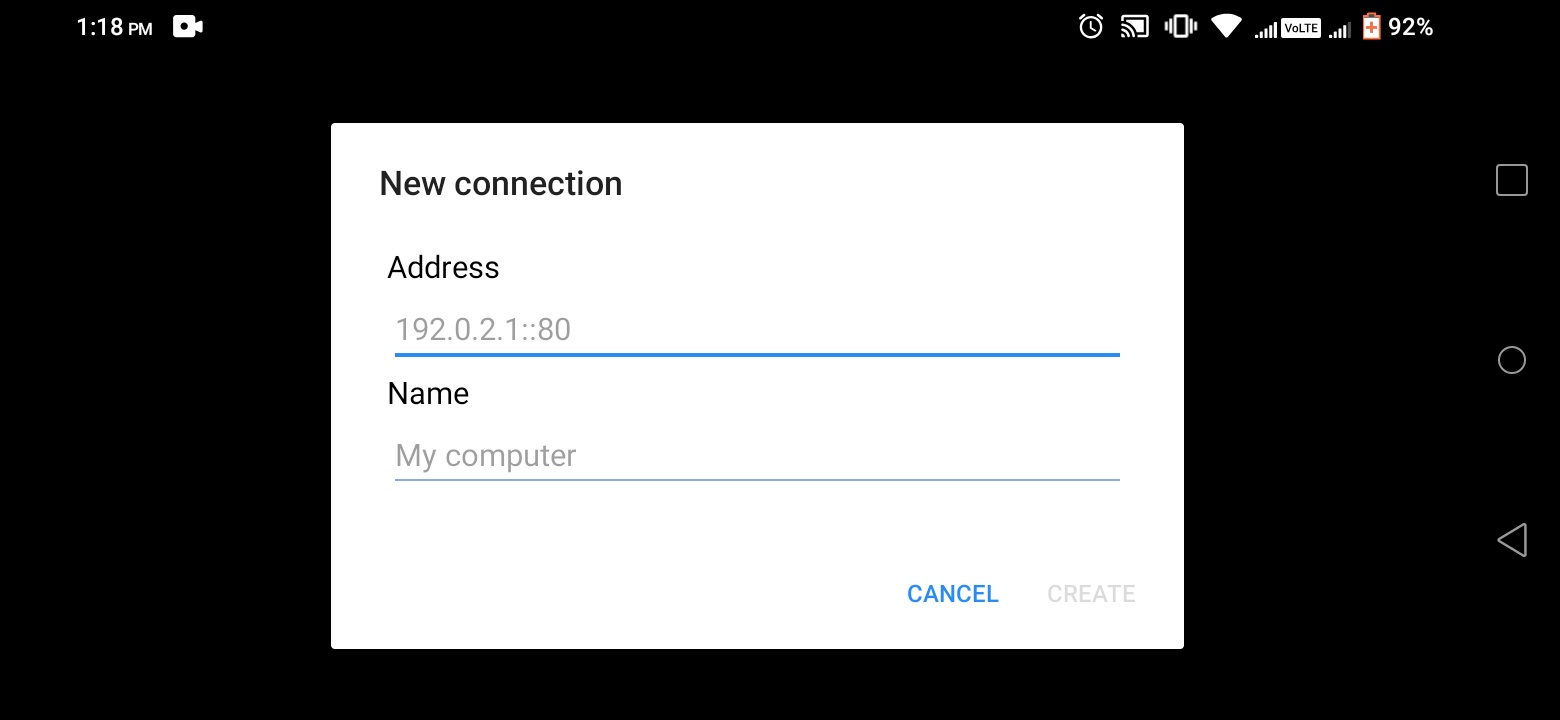 1:18 PM VoLTE 92%
New connection
Address
192.0.2.1::80
Name
My computer
CANCEL CREATE